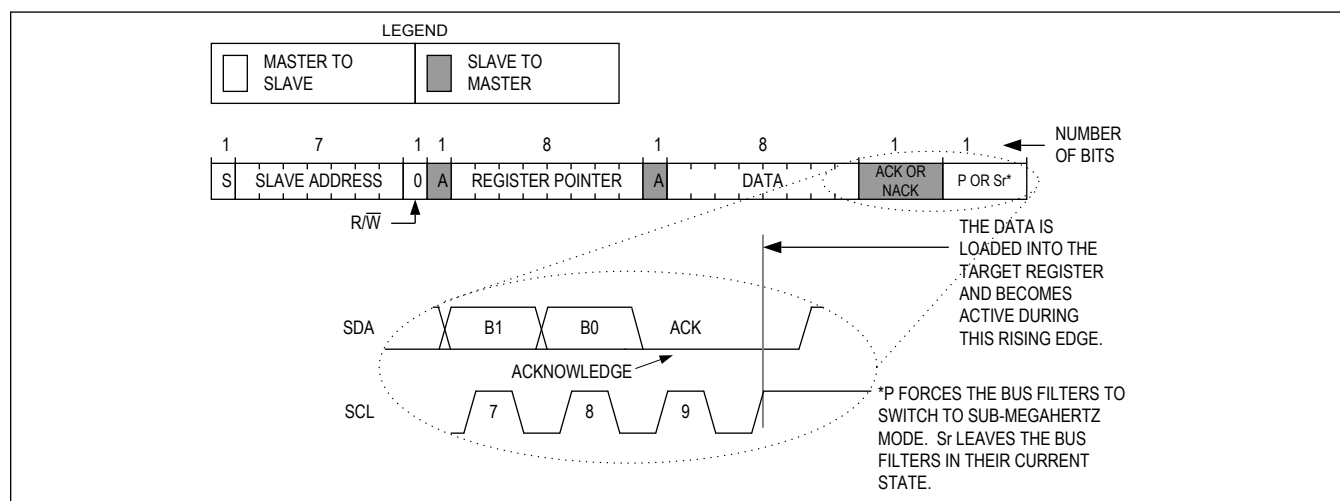 LEGEND
MASTER TO
SLAVE
SLAVE TO
MASTER
1 7 1 1 8 1 8 1 1
NUMBER
OF BITS
S SLAVE ADDRESS 0 A REGISTER POINTER A DATA ACK OR
NACK P OR Sr*
R/W̅
THE DATA IS
LOADED INTO THE
TARGET REGISTER
AND BECOMES
ACTIVE DURING
THIS RISING EDGE.
SDA B1 B0 ACK
ACKNOWLEDGE
SCL 7 8 9
*P FORCES THE BUS FILTERS TO
SWITCH TO SUB-MEGAHERTZ
MODE. Sr LEAVES THE BUS
FILTERS IN THEIR CURRENT
STATE.